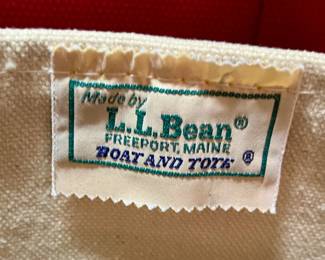 Made by
L.L.Bean®
FREEPORT, MAINE
BOAT AND TOTE ®